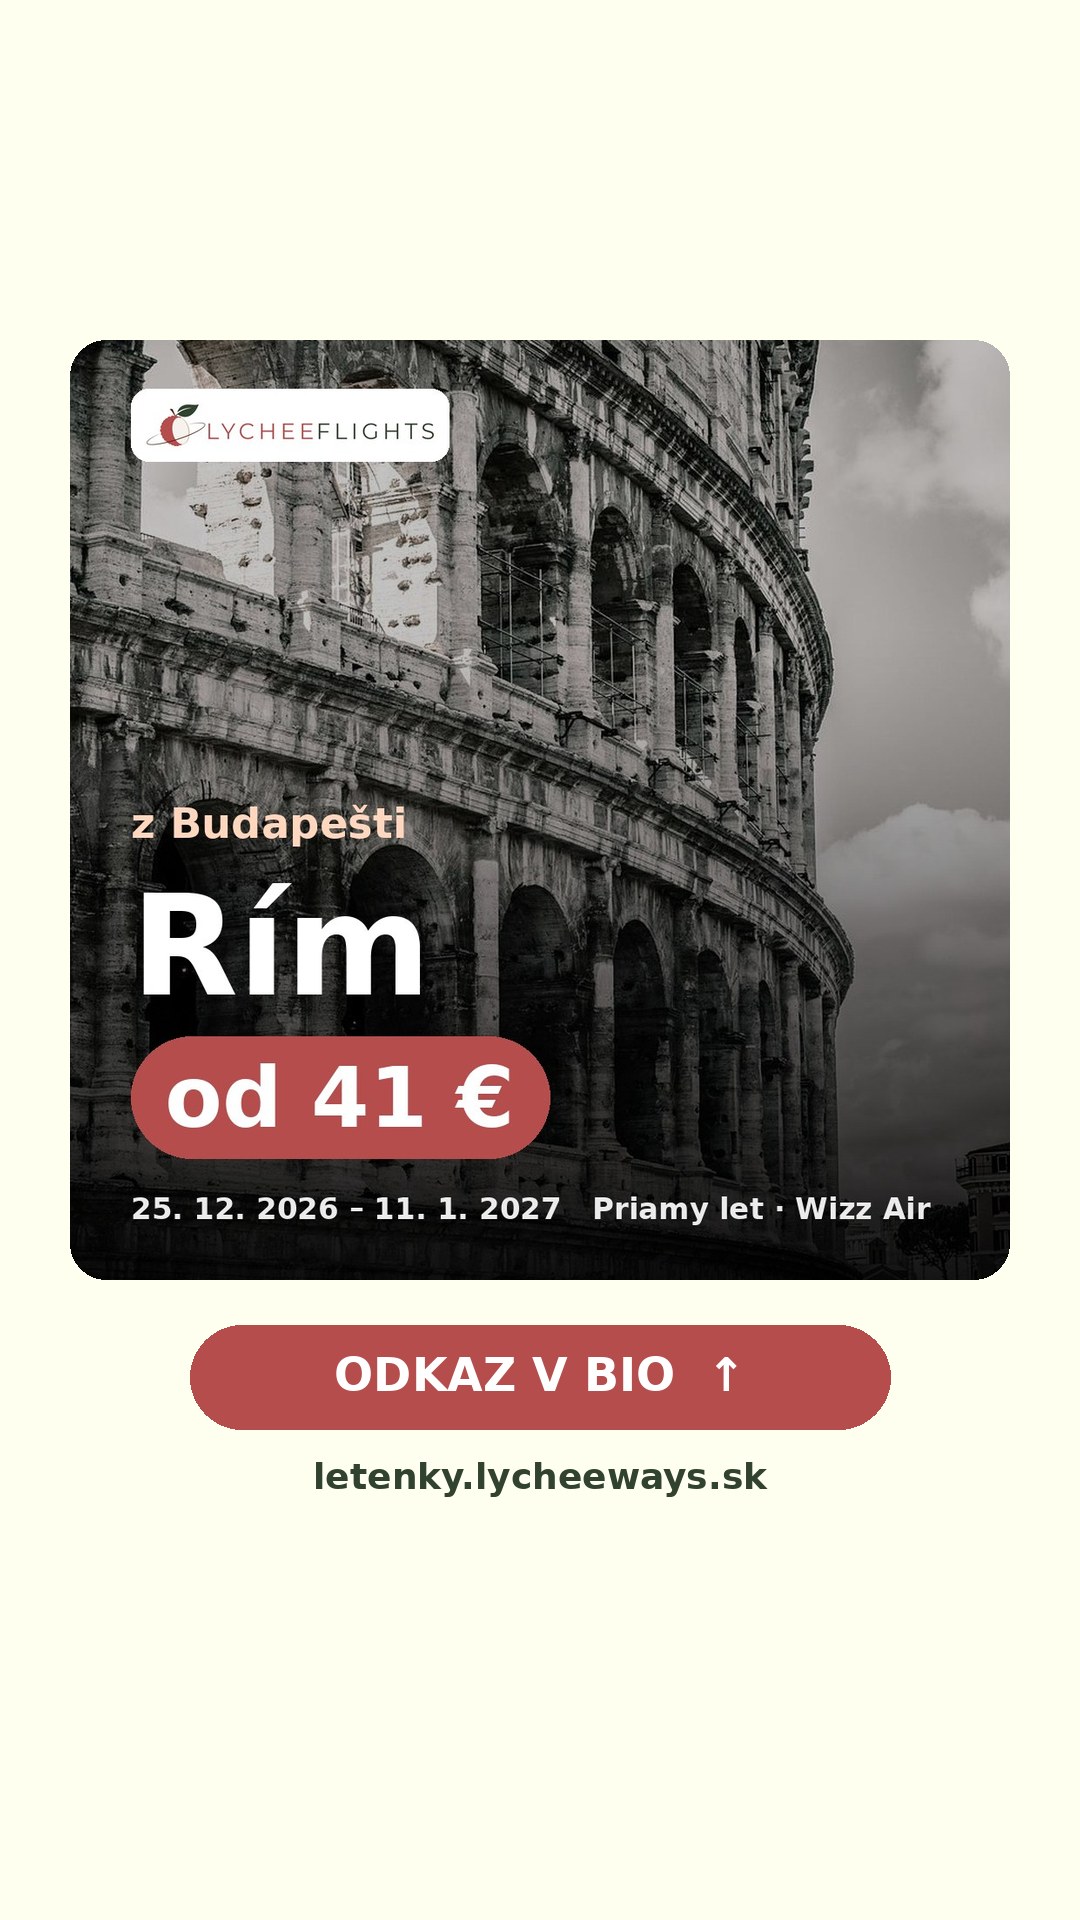 LYCHEEFLIGHTS
z Budapešti
Rím
od 41 €
25. 12. 2026 – 11. 1. 2027 Priamy let · Wizz Air
ODKAZ V BIO ↑
letenky.lycheeways.sk